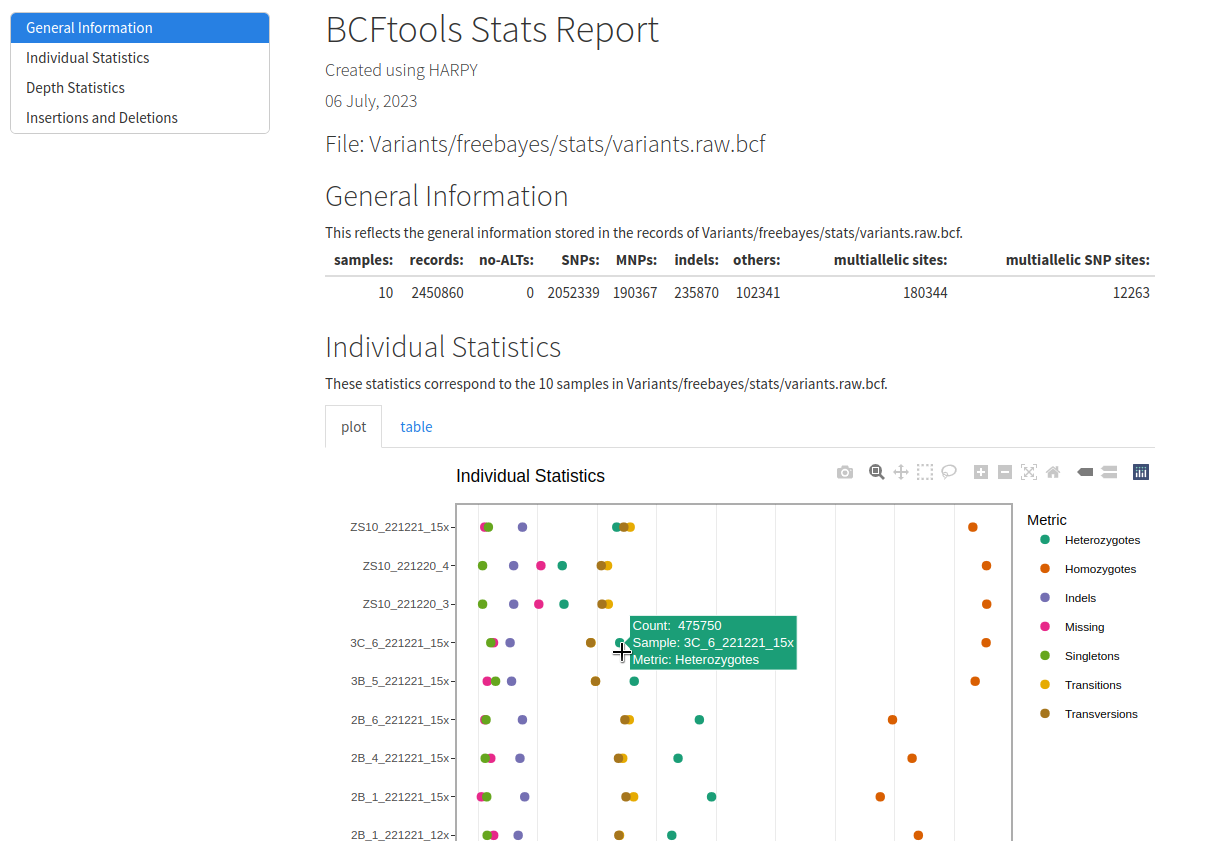 General Information
Individual Statistics
Depth Statistics
Insertions and Deletions
BCFtools Stats Report
Created using HARPY
06 July, 2023
File: Variants/freebayes/stats/variants.raw.bcf
General Information
This reflects the general information stored in the records of Variants/freebayes/stats/variants.raw.bcf.
samples: records: no-ALTs: SNPs: MNPs: indels: others: multiallelic sites: multiallelic SNP sites:
10 2450860 0 2052339 190367 235870 102341 180344 12263
Individual Statistics
These statistics correspond to the 10 samples in Variants/freebayes/stats/variants.raw.bcf.
plot table
Individual Statistics
ZS10_221221_15x
ZS10_221220_4
ZS10_221220_3
3C_6_221221_15x
3B_5_221221_15x
2B_6_221221_15x
2B_4_221221_15x
2B_1_221221_15x
2B_1_221221_12x
Count: 475750
Sample: 3C_6_221221_15x
Metric: Heterozygotes
Metric
Heterozygotes
Homozygotes
Indels
Missing
Singletons
Transitions
Transversions